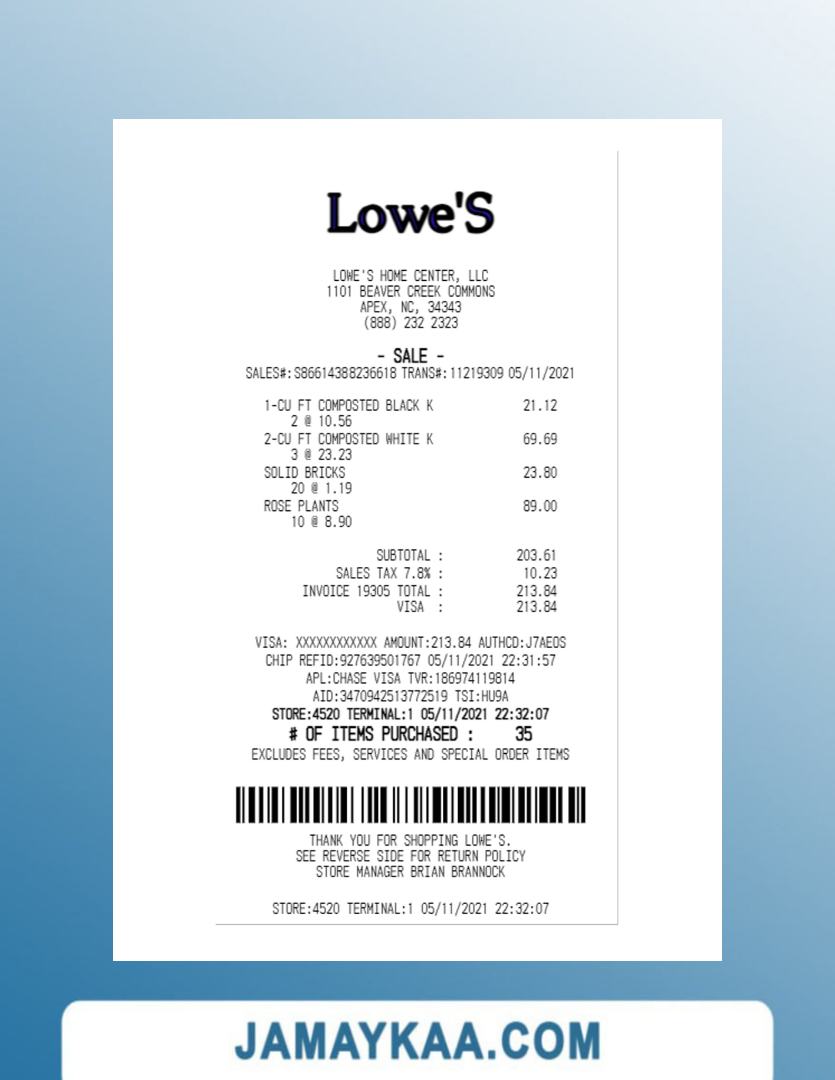 Lowe'S
LOWE'S HOME CENTER, LLC
1101 BEAVER CREEK COMMONS
APEX, NC, 34343
(888) 232 2323
- SALE -
SALES#:S86614388236618 TRANS#:11219309 05/11/2021
1-CU FT COMPOSTED BLACK K 21.12
2 @ 10.56
2-CU FT COMPOSTED WHITE K 69.69
3 @ 23.23
SOLID BRICKS 23.80
20 @ 1.19
ROSE PLANTS 89.00
10 @ 8.90
SUBTOTAL : 203.61
SALES TAX 7.8% : 10.23
INVOICE 19305 TOTAL : 213.84
VISA : 213.84
VISA: XXXXXXXXXXXX AMOUNT:213.84 AUTHCD:J7AEOS
CHIP REFID:927639501767 05/11/2021 22:31:57
APL:CHASE VISA TVR:186974119814
AID:3470942513772519 TSI:HU9A
STORE:4520 TERMINAL:1 05/11/2021 22:32:07
# OF ITEMS PURCHASED : 35
EXCLUDES FEES, SERVICES AND SPECIAL ORDER ITEMS
THANK YOU FOR SHOPPING LOWE'S.
SEE REVERSE SIDE FOR RETURN POLICY
STORE MANAGER BRIAN BRANNOCK
STORE:4520 TERMINAL:1 05/11/2021 22:32:07
JAMAYKAA.COM